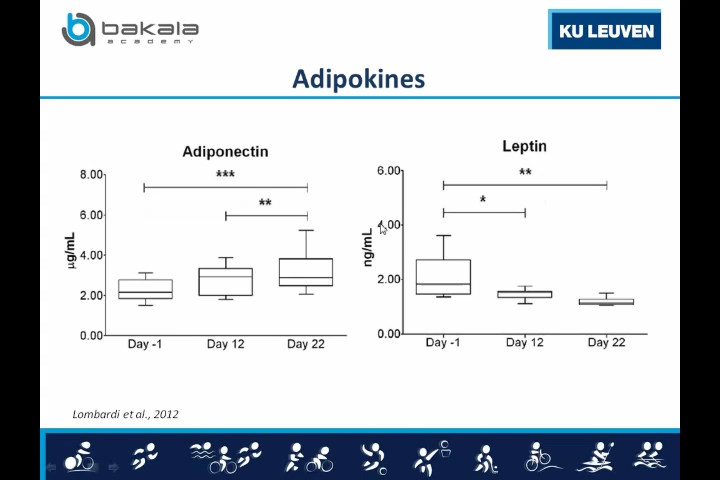 bakala
academy
KU LEUVEN
Adipokines
Adiponectin
***
**
8.00
6.00
4.00
2.00
0.00
µg/mL
Day -1
Day 12
Day 22
Leptin
**
*
6.00
4.00
2.00
0.00
ng/mL
Day -1
Day 12
Day 22
Lombardi et al., 2012